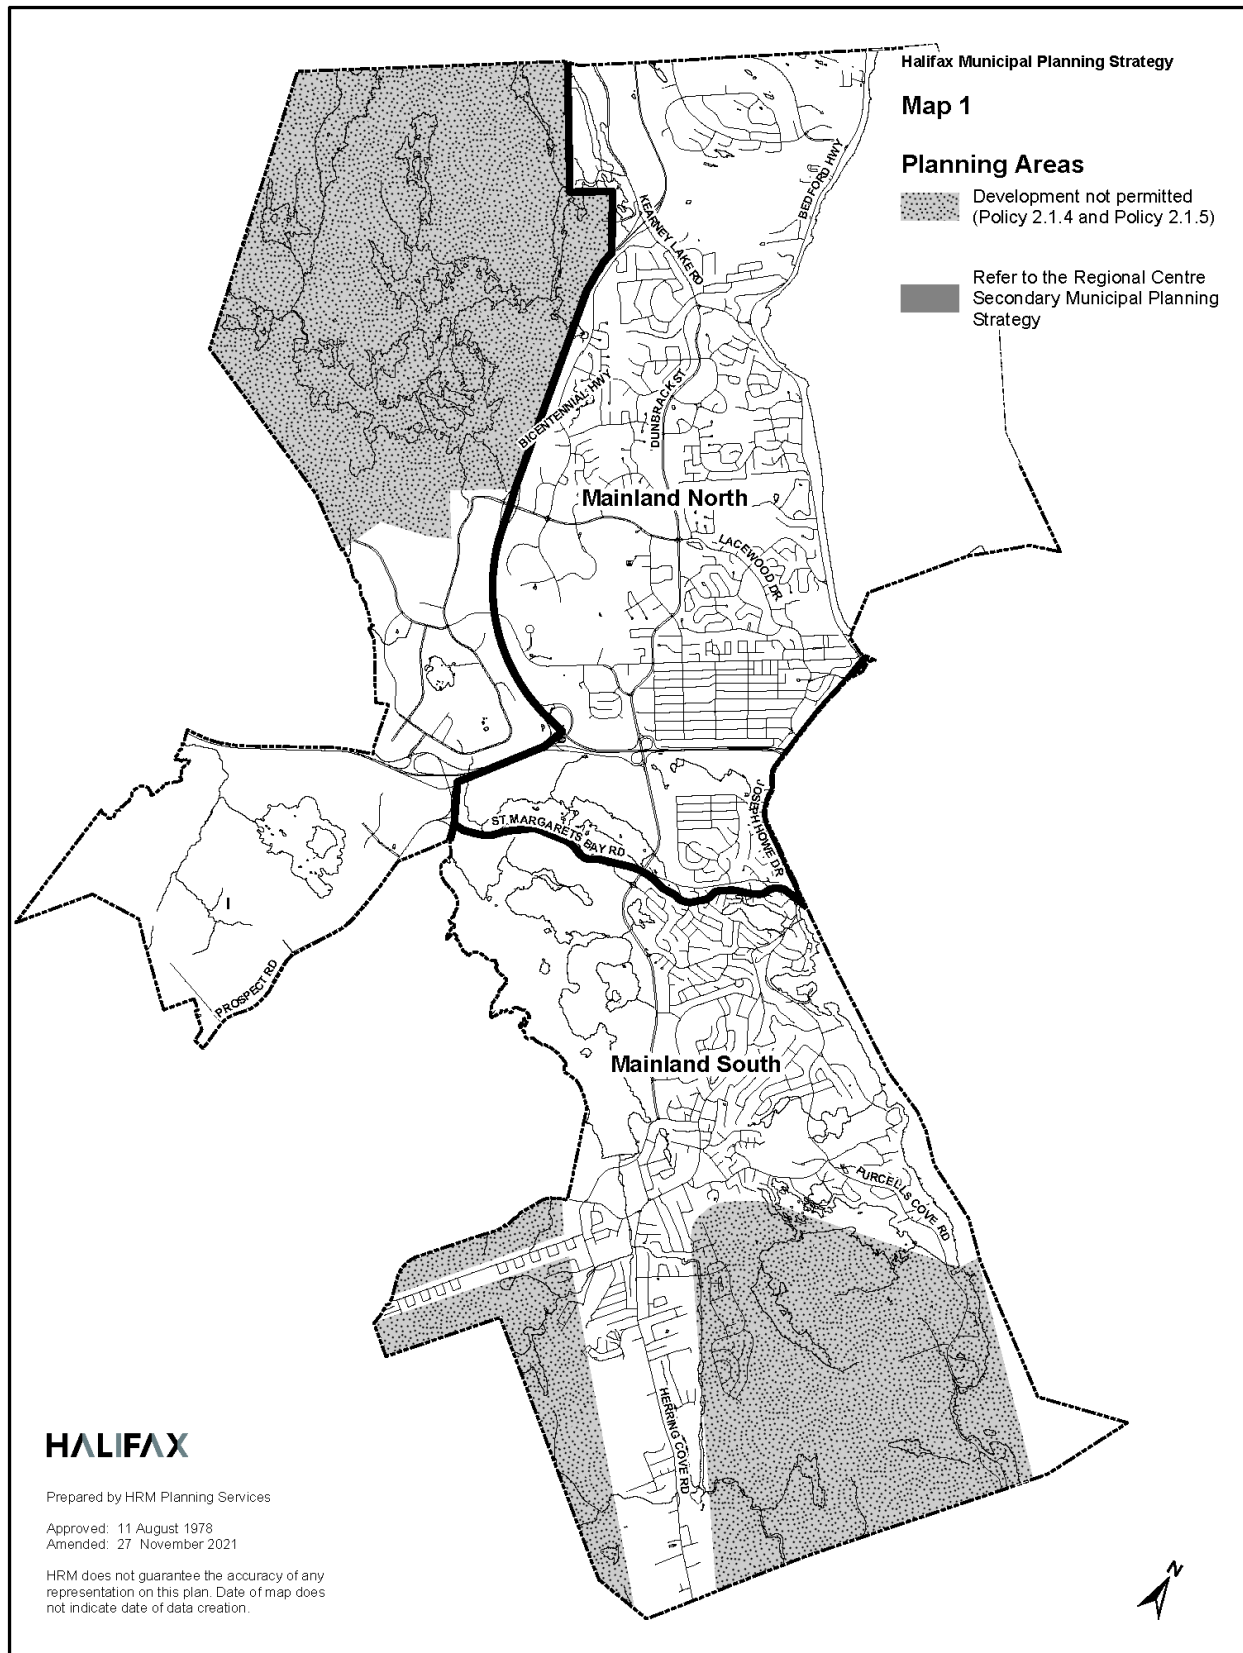 Halifax Municipal Planning Strategy
Map 1
Planning Areas
Development not permitted
(Policy 2.1.4 and Policy 2.1.5)
Refer to the Regional Centre
Secondary Municipal Planning
Strategy
BEDFORD HWY
KEARNEY LAKE RD
BICENTENNIAL HWY
DUNBRACK ST
Mainland North
LACEWOOD DR
JOSEPH HOWE DR
ST MARGARETS BAY RD
I
PROSPECT RD
Mainland South
PURCELLS COVE RD
HERRING COVE RD
HALIFAX
Prepared by HRM Planning Services
Approved: 11 August 1978
Amended: 27 November 2021
HRM does not guarantee the accuracy of any
representation on this plan. Date of map does
not indicate date of data creation.
N